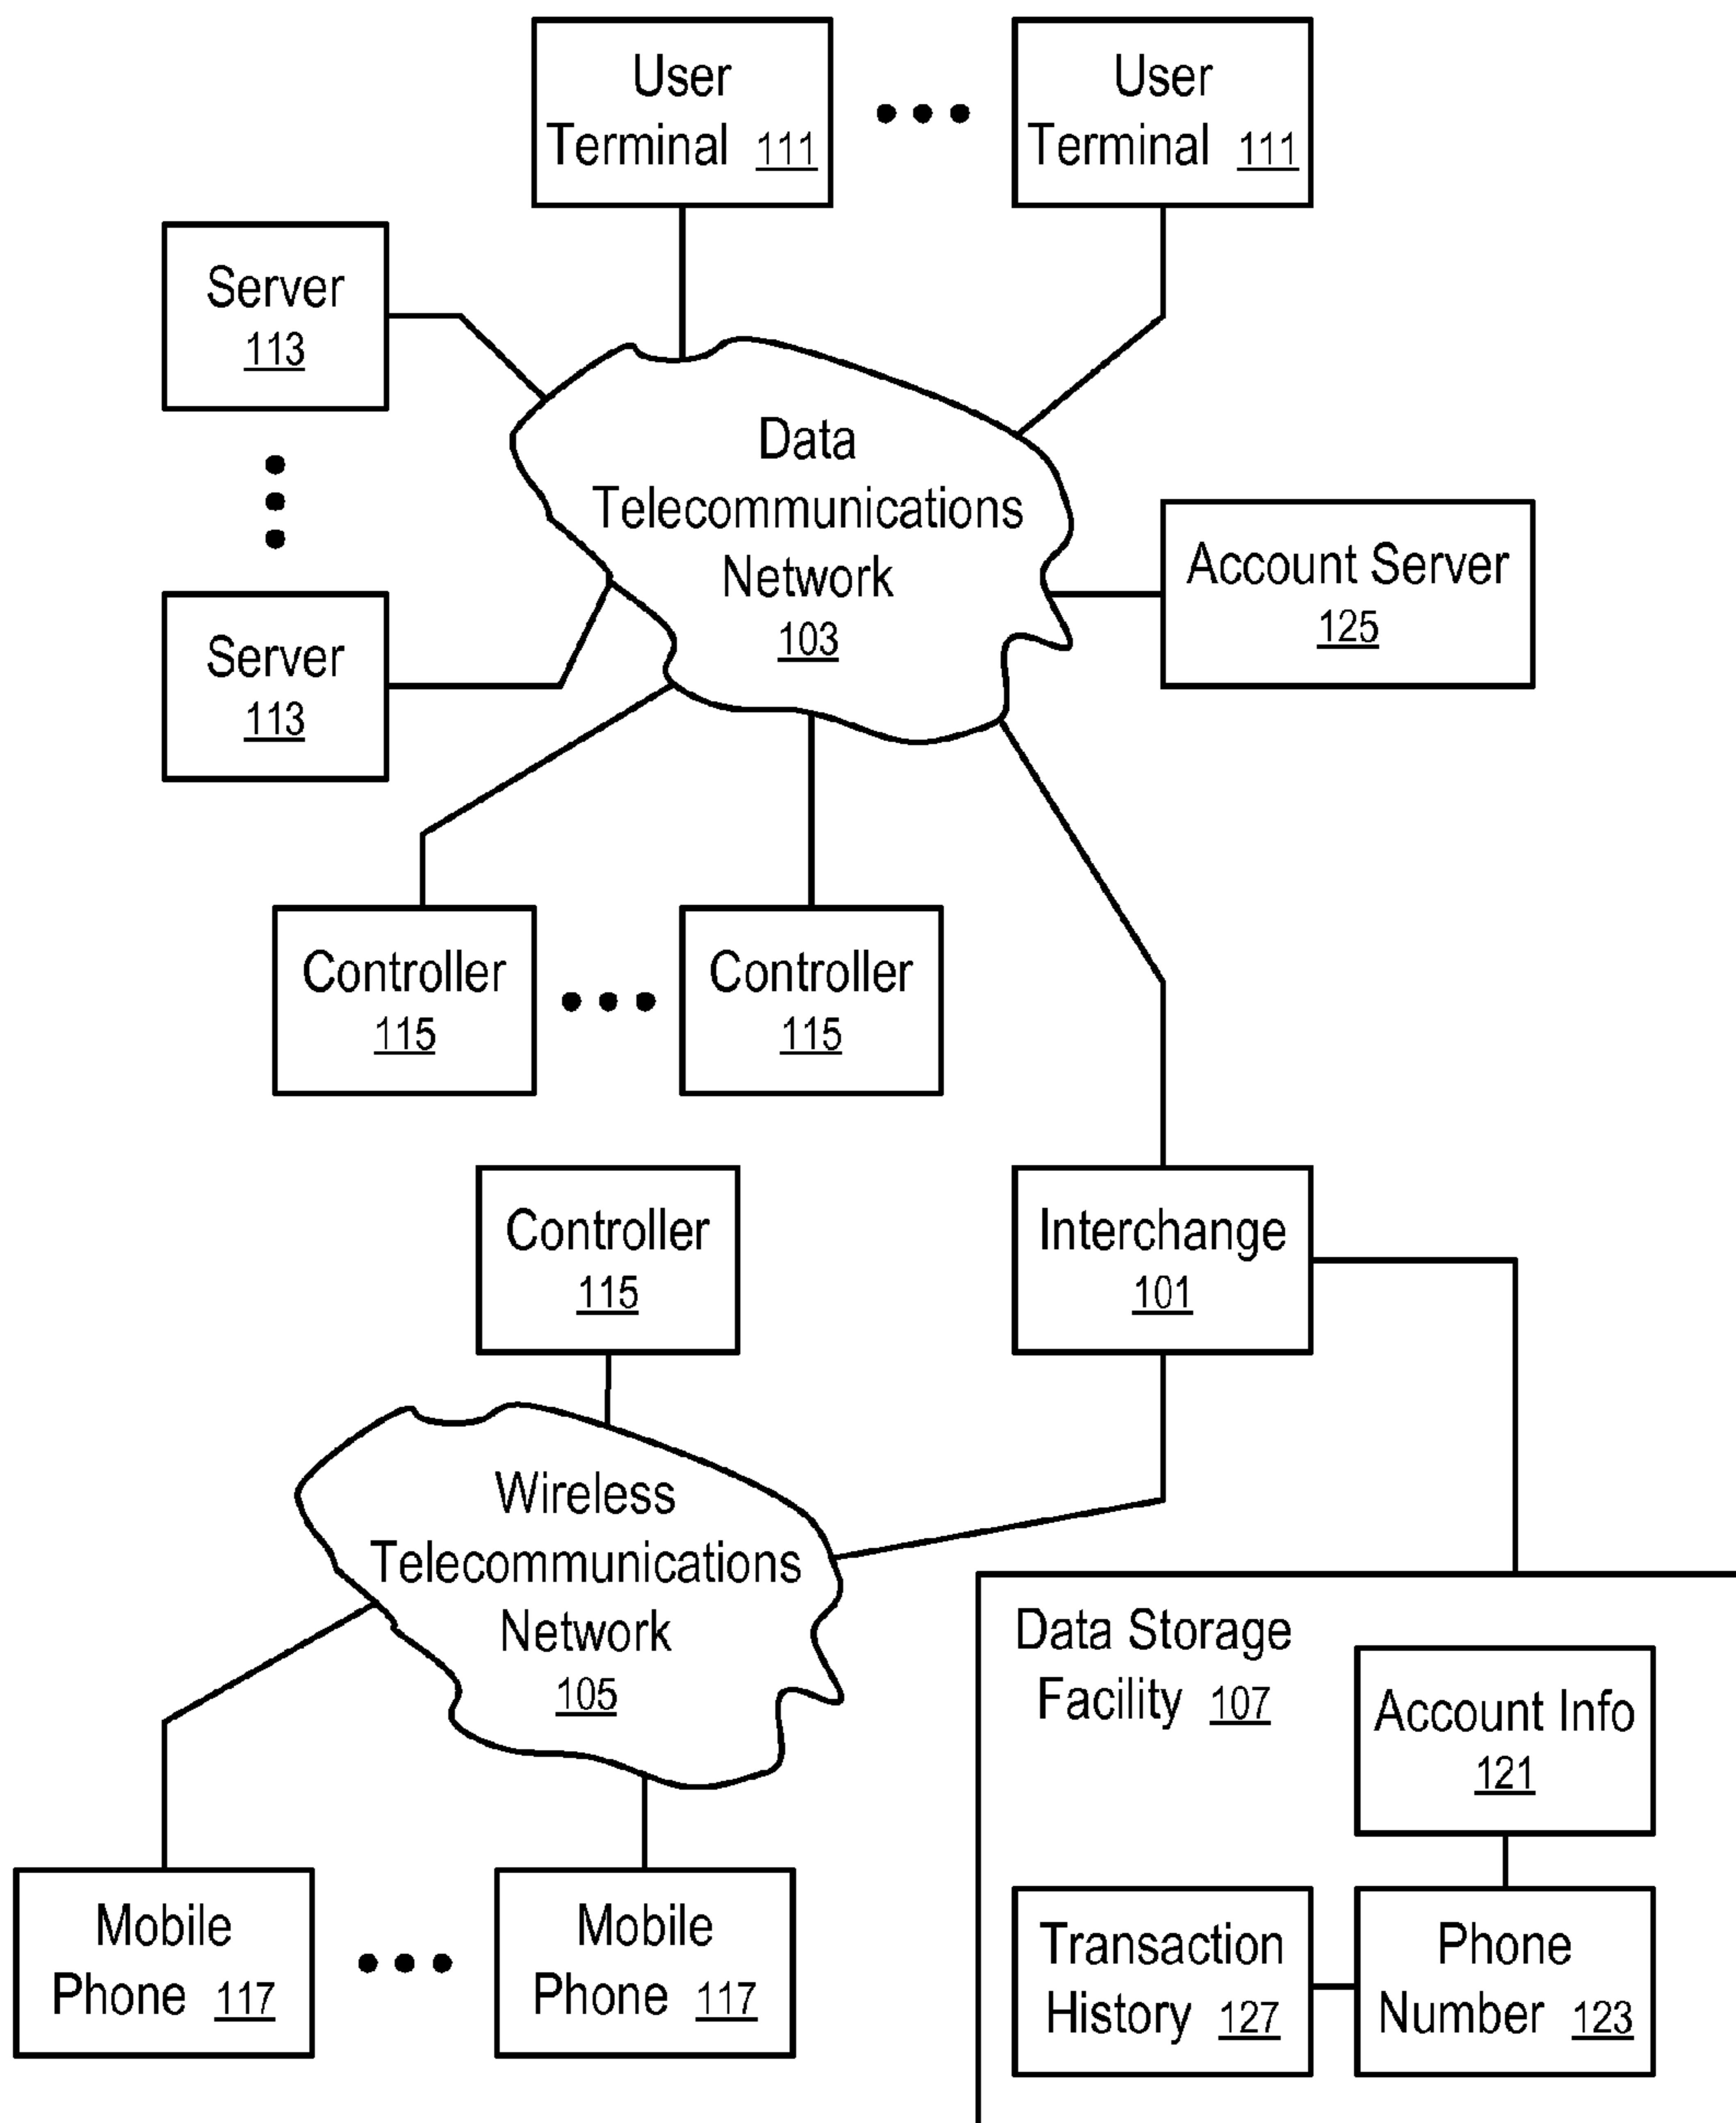 User
Terminal 111
User
Terminal 111
Server
113
Data
Telecommunications
Network
103
Account Server
125
Server
113
Controller
115
Controller
115
Controller
115
Interchange
101
Wireless
Telecommunications
Network
105
Data Storage
Facility 107
Account Info
121
Mobile
Phone 117
Mobile
Phone 117
Transaction
History 127
Phone
Number 123